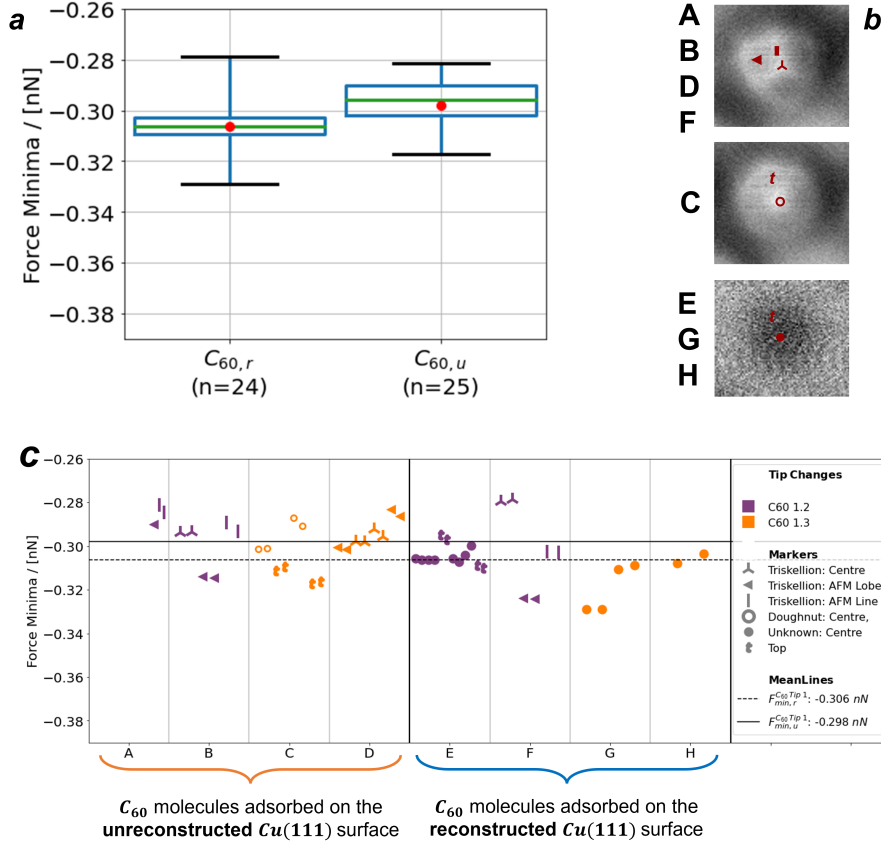 a
Force Minima / [nN]
−0.26
−0.28
−0.30
−0.32
−0.34
−0.36
−0.38
C60, r
(n=24)
C60, u
(n=25)
b
A
B
D
F
t
C
t
E
G
H
c
Force Minima / [nN]
−0.26
−0.28
−0.30
−0.32
−0.34
−0.36
−0.38
A B C D E F G H
Tip Changes
C60 1.2
C60 1.3
Markers
Triskellion: Centre
Triskellion: AFM Lobe
Triskellion: AFM Line
Doughnut: Centre,
Unknown: Centre
Top
MeanLines
F min, r C60 Tip 1: -0.306 nN
F min, u C60 Tip 1: -0.298 nN
C60 molecules adsorbed on the
unreconstructed Cu(111) surface
C60 molecules adsorbed on the
reconstructed Cu(111) surface